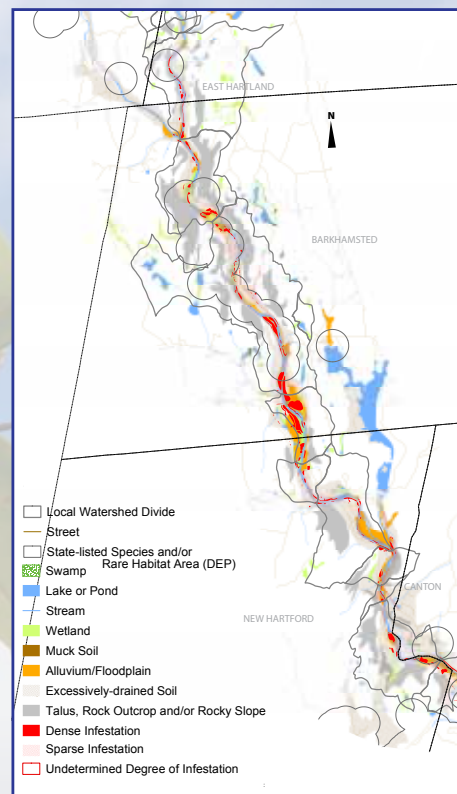 EAST HARTLAND
N
BARKHAMSTED
Local Watershed Divide
Street
State-listed Species and/or
Rare Habitat Area (DEP)
Swamp
Lake or Pond
Stream
Wetland
Muck Soil
Alluvium/Floodplain
Excessively-drained Soil
Talus, Rock Outcrop and/or Rocky Slope
Dense Infestation
Sparse Infestation
Undetermined Degree of Infestation
CANTON
NEW HARTFORD